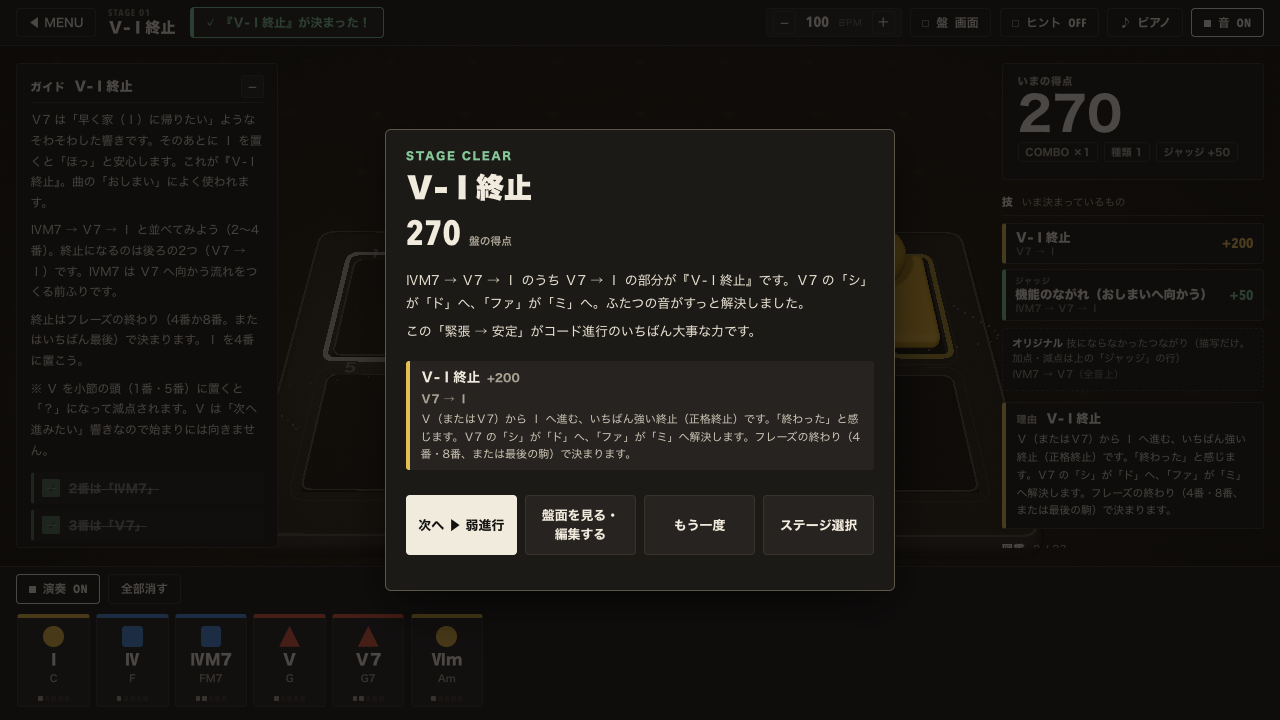 ◀ MENU
STAGE 01
Ⅴ-Ⅰ終止
✓ 『Ⅴ-Ⅰ終止』が決まった！
− 100 BPM +
□ 盤 画面
□ ヒント OFF
♪ ピアノ
■ 音 ON
ガイド Ⅴ-Ⅰ終止
−
Ⅴ7 は「早く家（Ⅰ）に帰りたい」ような
そわそわした響きです。そのあとに Ⅰ を置
くと「ほっ」と安心します。これが『Ⅴ-Ⅰ
終止』。曲の「おしまい」によく使われま
す。
ⅣM7 → Ⅴ7 → Ⅰ と並べてみよう（2〜4
番）。終止になるのは後ろの2つ（Ⅴ7 →
Ⅰ）です。ⅣM7 は Ⅴ7 へ向かう流れをつ
くる前ふりです。
終止はフレーズの終わり（4番か8番。また
はいちばん最後）で決まります。Ⅰ を4番
に置こう。
※ Ⅴ を小節の頭（1番・5番）に置くと
「？」になって減点されます。Ⅴ は「次へ
進みたい」響きなので始まりには向きませ
ん。
2番は「ⅣM7」
3番は「Ⅴ7」
1
5
STAGE CLEAR
Ⅴ-Ⅰ終止
270 盤の得点
ⅣM7 → Ⅴ7 → Ⅰ のうち Ⅴ7 → Ⅰ の部分が『Ⅴ-Ⅰ終止』です。Ⅴ7 の「シ」
が「ド」へ、「ファ」が「ミ」へ。ふたつの音がすっと解決しました。
この「緊張 → 安定」がコード進行のいちばん大事な力です。
Ⅴ-Ⅰ終止 +200
Ⅴ7 → Ⅰ
Ⅴ（またはⅤ7）から Ⅰ へ進む、いちばん強い終止（正格終止）です。「終わった」と感
じます。Ⅴ7 の「シ」が「ド」へ、「ファ」が「ミ」へ解決します。フレーズの終わり（4
番・8番、または最後の駒）で決まります。
次へ ▶ 弱進行
盤面を見る・
編集する
もう一度
ステージ選択
いまの得点
270
COMBO ×1
種類 1
ジャッジ +50
技 いま決まっているもの
Ⅴ-Ⅰ終止 +200
Ⅴ7 → Ⅰ
ジャッジ
機能のながれ（おしまいへ向かう） +50
ⅣM7 → Ⅴ7 → Ⅰ
オリジナル 技にならなかったつながり（描写だけ。
加点・減点は上の「ジャッジ」の行）
ⅣM7 → Ⅴ7（全音上）
理由 Ⅴ-Ⅰ終止
Ⅴ（またはⅤ7）から Ⅰ へ進む、いちばん強い
終止（正格終止）です。「終わった」と感じま
す。Ⅴ7 の「シ」が「ド」へ、「ファ」が「ミ」
へ解決します。フレーズの終わり（4番・8番、
または最後の駒）で決まります。
■ 演奏 ON
全部消す
Ⅰ
C
Ⅳ
F
ⅣM7
FM7
Ⅴ
G
Ⅴ7
G7
Ⅵm
Am